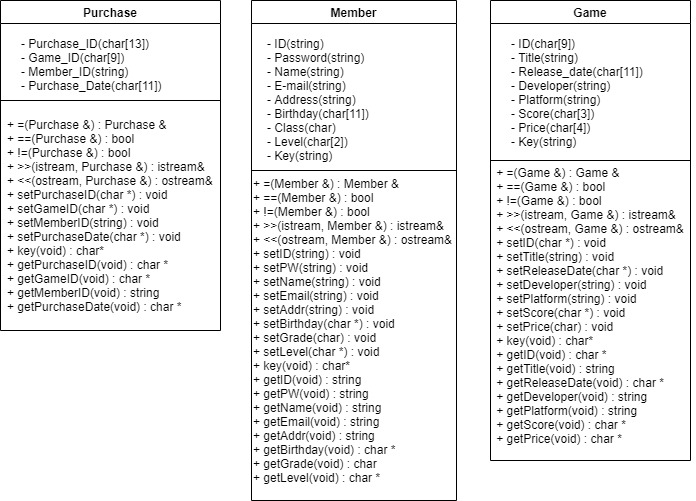 Purchase
- Purchase_ID(char[13])
- Game_ID(char[9])
- Member_ID(string)
- Purchase_Date(char[11])
+ =(Purchase &) : Purchase &
+ ==(Purchase &) : bool
+ !=(Purchase &) : bool
+ >>(istream, Purchase &) : istream&
+ <<(ostream, Purchase &) : ostream&
+ setPurchaseID(char *) : void
+ setGameID(char *) : void
+ setMemberID(string) : void
+ setPurchaseDate(char *) : void
+ key(void) : char*
+ getPurchaseID(void) : char *
+ getGameID(void) : char *
+ getMemberID(void) : string
+ getPurchaseDate(void) : char *
Member
- ID(string)
- Password(string)
- Name(string)
- E-mail(string)
- Address(string)
- Birthday(char[11])
- Class(char)
- Level(char[2])
- Key(string)
+ =(Member &) : Member &
+ ==(Member &) : bool
+ !=(Member &) : bool
+ >>(istream, Member &) : istream&
+ <<(ostream, Member &) : ostream&
+ setID(string) : void
+ setPW(string) : void
+ setName(string) : void
+ setEmail(string) : void
+ setAddr(string) : void
+ setBirthday(char *) : void
+ setGrade(char) : void
+ setLevel(char *) : void
+ key(void) : char*
+ getID(void) : string
+ getPW(void) : string
+ getName(void) : string
+ getEmail(void) : string
+ getAddr(void) : string
+ getBirthday(void) : char *
+ getGrade(void) : char
+ getLevel(void) : char *
Game
- ID(char[9])
- Title(string)
- Release_date(char[11])
- Developer(string)
- Platform(string)
- Score(char[3])
- Price(char[4])
- Key(string)
+ =(Game &) : Game &
+ ==(Game &) : bool
+ !=(Game &) : bool
+ >>(istream, Game &) : istream&
+ <<(ostream, Game &) : ostream&
+ setID(char *) : void
+ setTitle(string) : void
+ setReleaseDate(char *) : void
+ setDeveloper(string) : void
+ setPlatform(string) : void
+ setScore(char *) : void
+ setPrice(char) : void
+ key(void) : char*
+ getID(void) : char *
+ getTitle(void) : string
+ getReleaseDate(void) : char *
+ getDeveloper(void) : string
+ getPlatform(void) : string
+ getScore(void) : char *
+ getPrice(void) : char *